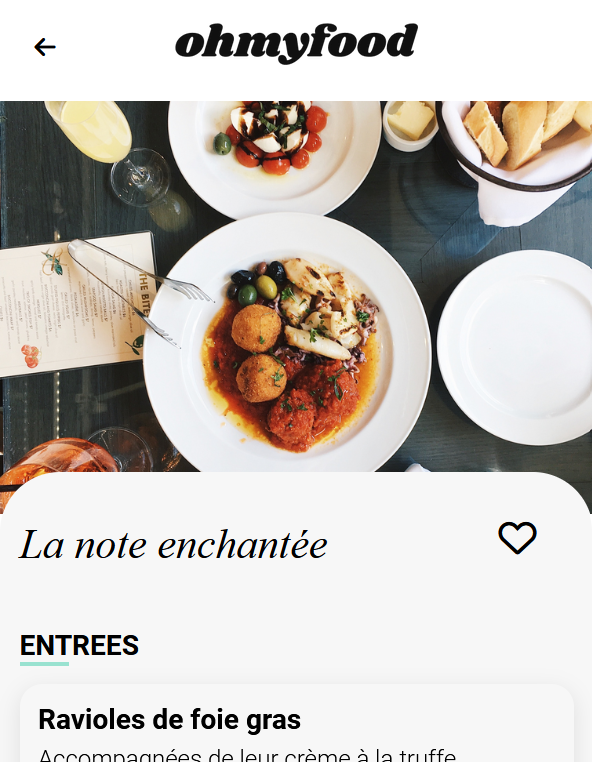 ohmyfood
THE BITE
La note enchantée
ENTREES
Ravioles de foie gras
Accompagnées de leur crème à la truffe